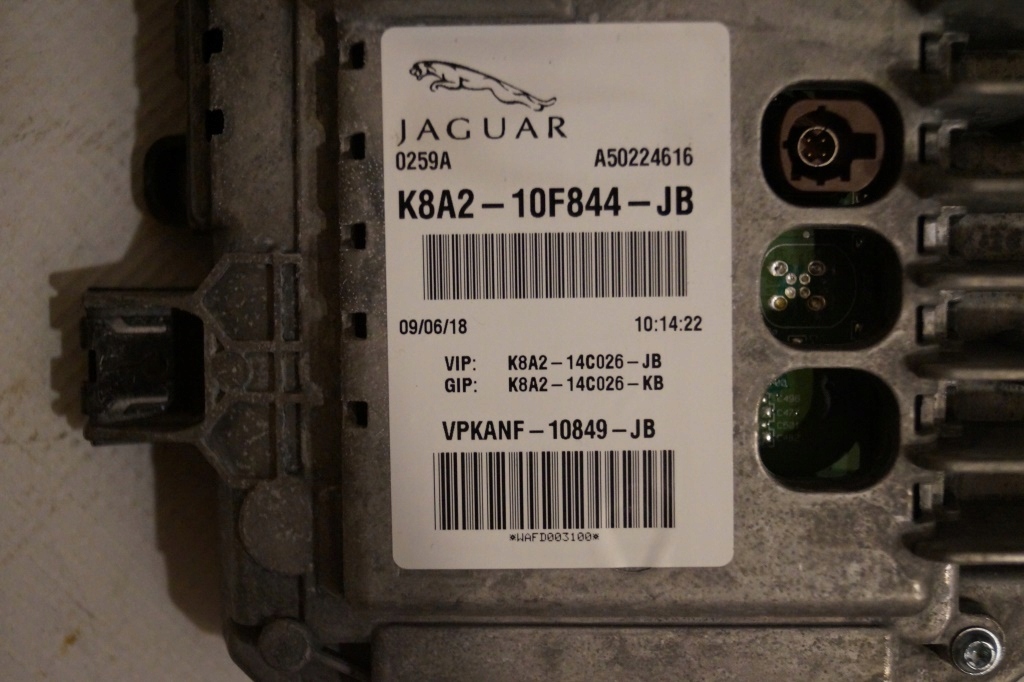 JAGUAR
0259A A50224616
K8A2-10F844-JB
09/06/18 10:14:22
VIP: K8A2-14C026-JB
GIP: K8A2-14C026-KB
VPKANF-10849-JB
*WAFD003100*